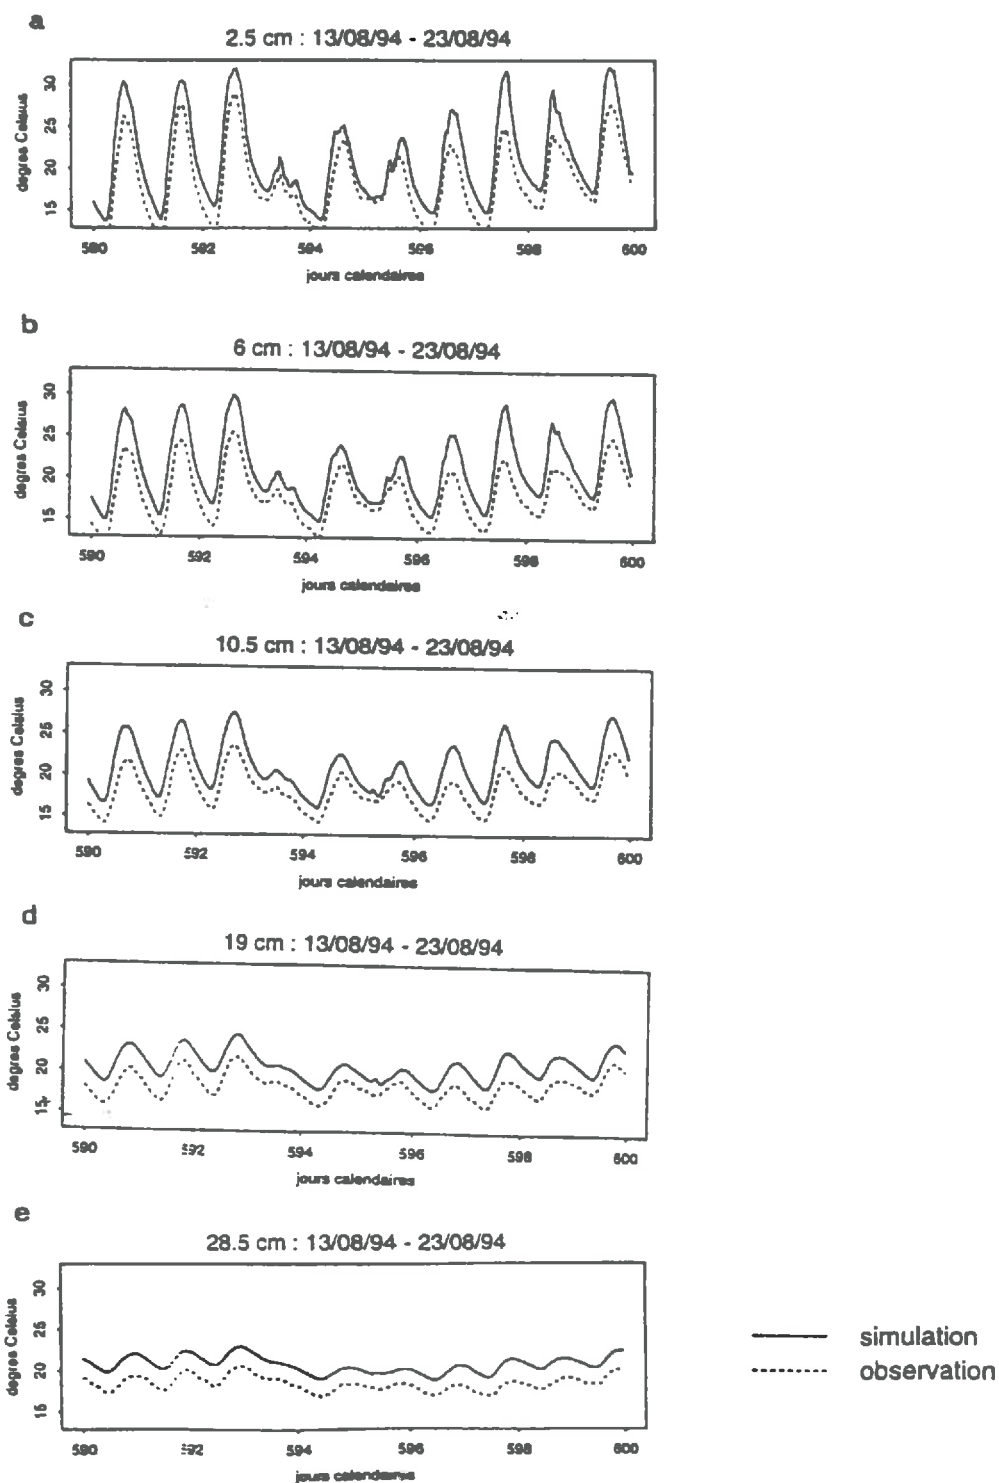 a
2.5 cm : 13/08/94 - 23/08/94
degres Celsius
30
25
20
15
590 592 594 596 598 600
jours calendaires
b
6 cm : 13/08/94 - 23/08/94
degres Celsius
30
25
20
15
590 592 594 596 598 600
jours calendaires
c
10.5 cm : 13/08/94 - 23/08/94
degres Celsius
30
25
20
15
590 592 594 596 598 600
jours calendaires
d
19 cm : 13/08/94 - 23/08/94
degres Celsius
30
25
20
15
590 592 594 596 598 600
jours calendaires
e
28.5 cm : 13/08/94 - 23/08/94
degres Celsius
30
25
20
15
590 592 594 596 598 600
jours calendaires
simulation
observation